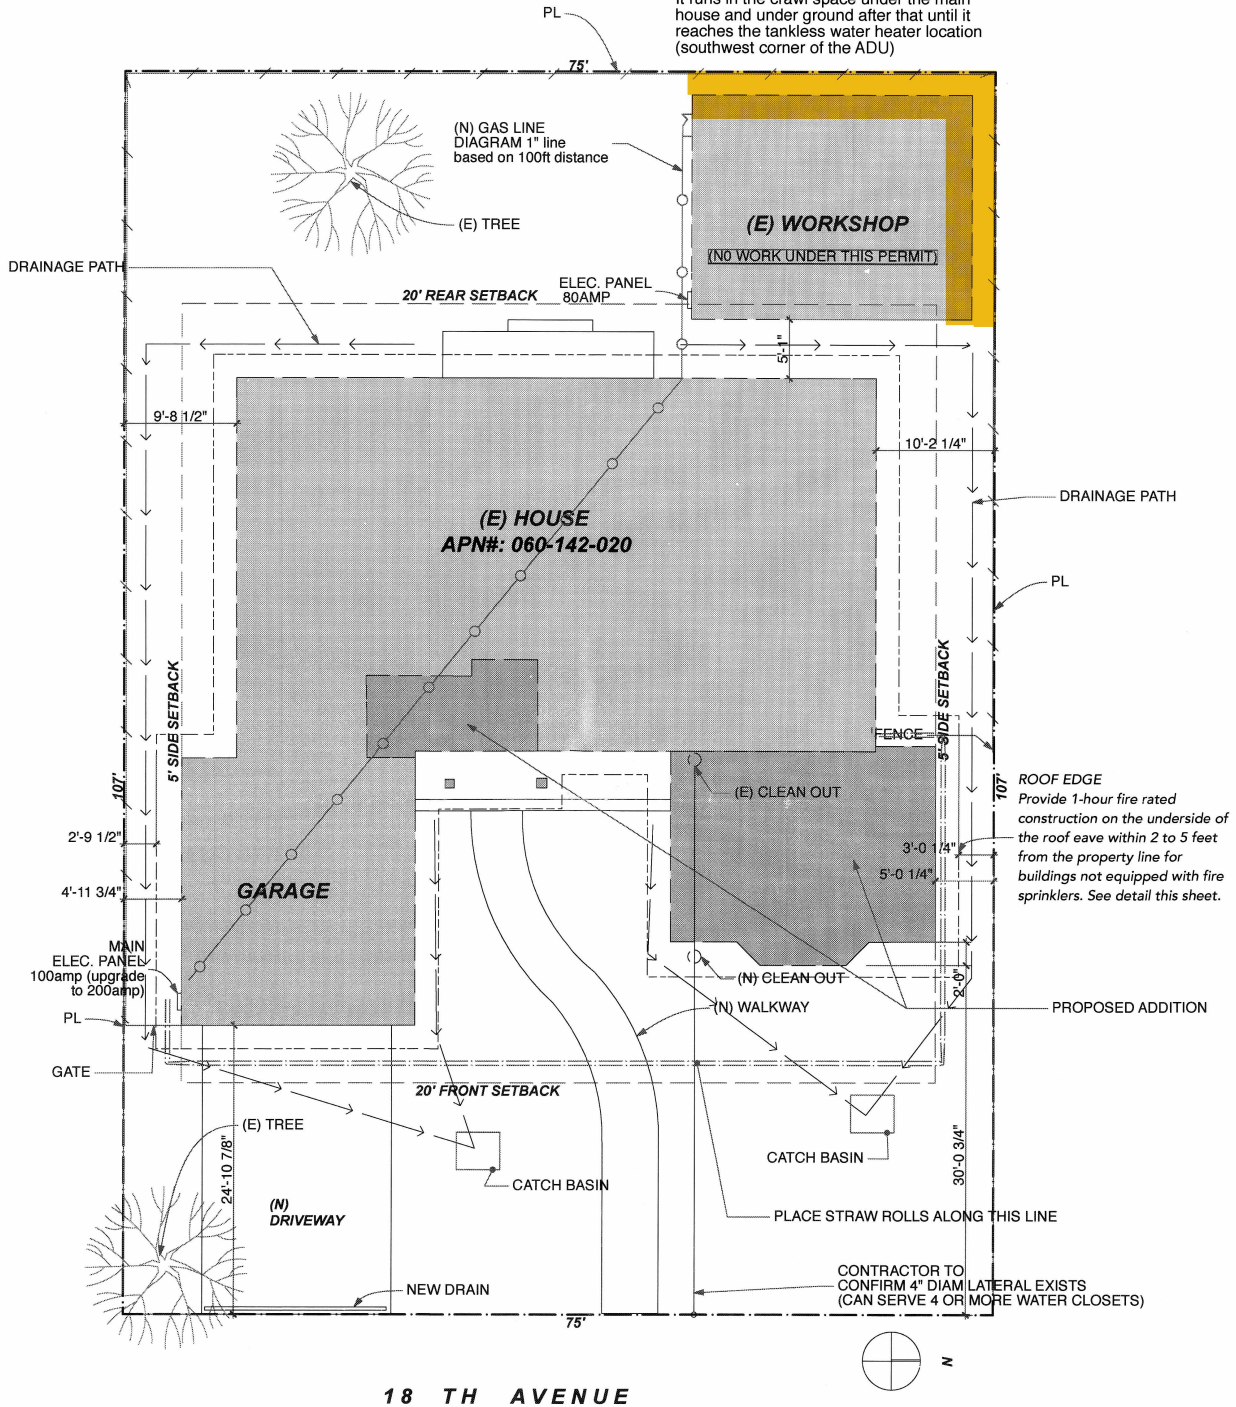 it runs in the crawl space under the main
house and under ground after that until it
reaches the tankless water heater location
(southwest corner of the ADU)
PL
75'
(N) GAS LINE
DIAGRAM 1" line
based on 100ft distance
(E) TREE
(E) WORKSHOP
(N0 WORK UNDER THIS PERMIT)
DRAINAGE PATH
20' REAR SETBACK
ELEC. PANEL
80AMP
5'-1"
9'-8 1/2"
10'-2 1/4"
DRAINAGE PATH
(E) HOUSE
APN#: 060-142-020
PL
5' SIDE SETBACK
5' SIDE SETBACK
FENCE
107'
107'
(E) CLEAN OUT
ROOF EDGE
Provide 1-hour fire rated
construction on the underside of
the roof eave within 2 to 5 feet
from the property line for
buildings not equipped with fire
sprinklers. See detail this sheet.
2'-9 1/2"
3'-0 1/4"
4'-11 3/4"
GARAGE
5'-0 1/4"
MAIN
ELEC. PANEL
100amp (upgrade
to 200amp)
(N) CLEAN OUT
2'-0"
(N) WALKWAY
PROPOSED ADDITION
PL
GATE
20' FRONT SETBACK
(E) TREE
24'-10 7/8"
CATCH BASIN
30'-0 3/4"
CATCH BASIN
(N)
DRIVEWAY
PLACE STRAW ROLLS ALONG THIS LINE
NEW DRAIN
CONTRACTOR TO
CONFIRM 4" DIAM LATERAL EXISTS
(CAN SERVE 4 OR MORE WATER CLOSETS)
75'
N
18 TH AVENUE